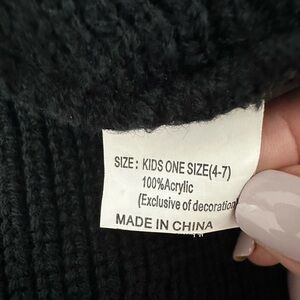 SIZE: KIDS ONE SIZE(4-7)
100%Acrylic
(Exclusive of decoration
MADE IN CHINA